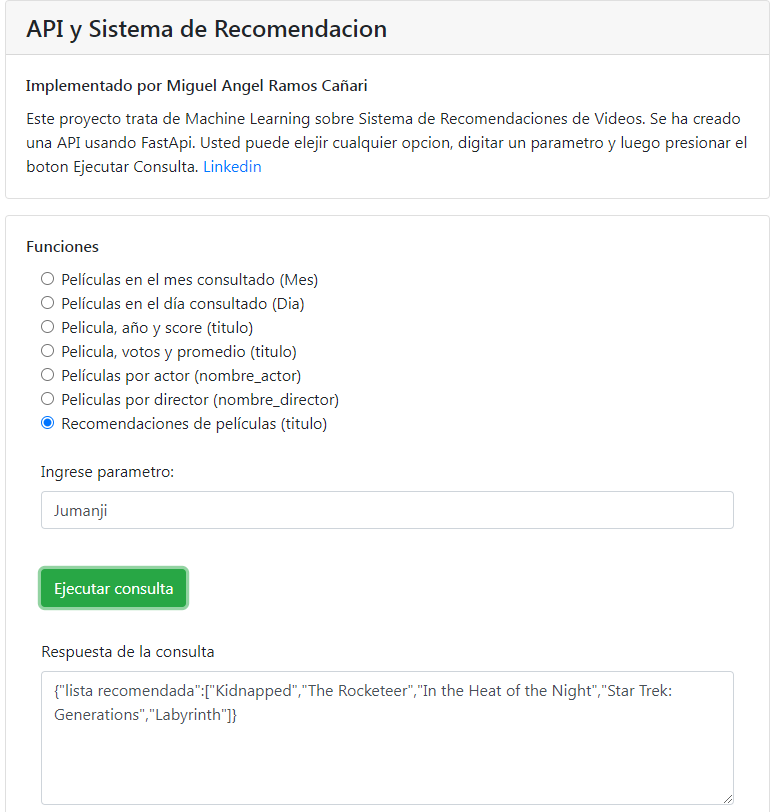 API y Sistema de Recomendacion
Implementado por Miguel Angel Ramos Cañari
Este proyecto trata de Machine Learning sobre Sistema de Recomendaciones de Videos. Se ha creado
una API usando FastApi. Usted puede elejir cualquier opcion, digitar un parametro y luego presionar el
boton Ejecutar Consulta. Linkedin
Funciones
Películas en el mes consultado (Mes)
Películas en el día consultado (Dia)
Pelicula, año y score (titulo)
Pelicula, votos y promedio (titulo)
Películas por actor (nombre_actor)
Peliculas por director (nombre_director)
Recomendaciones de películas (titulo)
Ingrese parametro:
Jumanji
Ejecutar consulta
Respuesta de la consulta
{"lista recomendada":["Kidnapped","The Rocketeer","In the Heat of the Night","Star Trek:
Generations","Labyrinth"]}